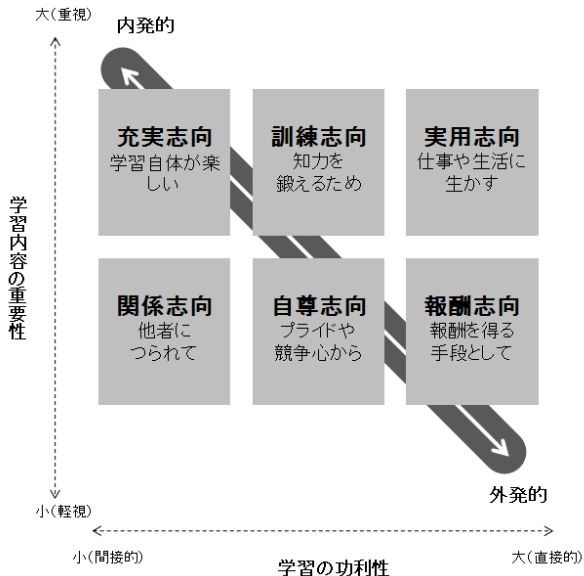 大(重視)
内発的
充実志向
学習自体が楽
しい
訓練志向
知力を
鍛えるため
実用志向
仕事や生活に
生かす
学習内容の重要性
関係志向
他者に
つられて
自尊志向
プライドや
競争心から
報酬志向
報酬を得る
手段として
外発的
小(軽視)
小(間接的)
学習の功利性
大(直接的)